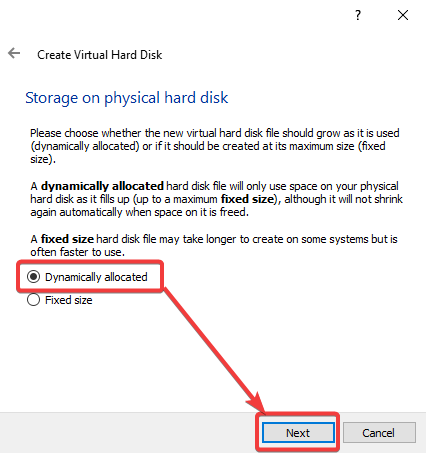 ?
Create Virtual Hard Disk
Storage on physical hard disk
Please choose whether the new virtual hard disk file should grow as it is used
(dynamically allocated) or if it should be created at its maximum size (fixed
size).
A dynamically allocated hard disk file will only use space on your physical
hard disk as it fills up (up to a maximum fixed size), although it will not shrink
again automatically when space on it is freed.
A fixed size hard disk file may take longer to create on some systems but is
often faster to use.
Dynamically allocated
Fixed size
Next Cancel